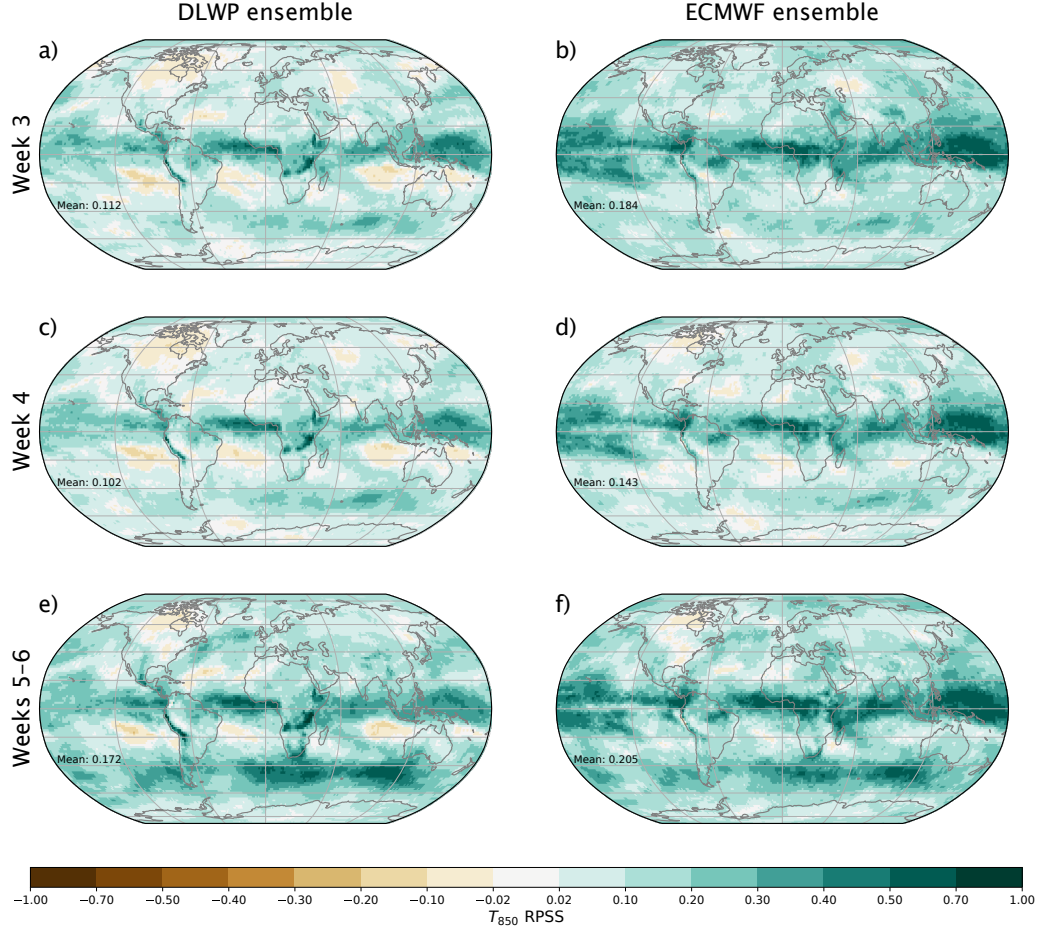 DLWP ensemble
ECMWF ensemble
a)
b)
Week 3
Mean: 0.112
Mean: 0.184
c)
d)
Week 4
Mean: 0.102
Mean: 0.143
e)
f)
Weeks 5–6
Mean: 0.172
Mean: 0.205
−1.00 −0.70 −0.50 −0.40 −0.30 −0.20 −0.10 −0.02 0.02 0.10 0.20 0.30 0.40 0.50 0.70 1.00
T850 RPSS